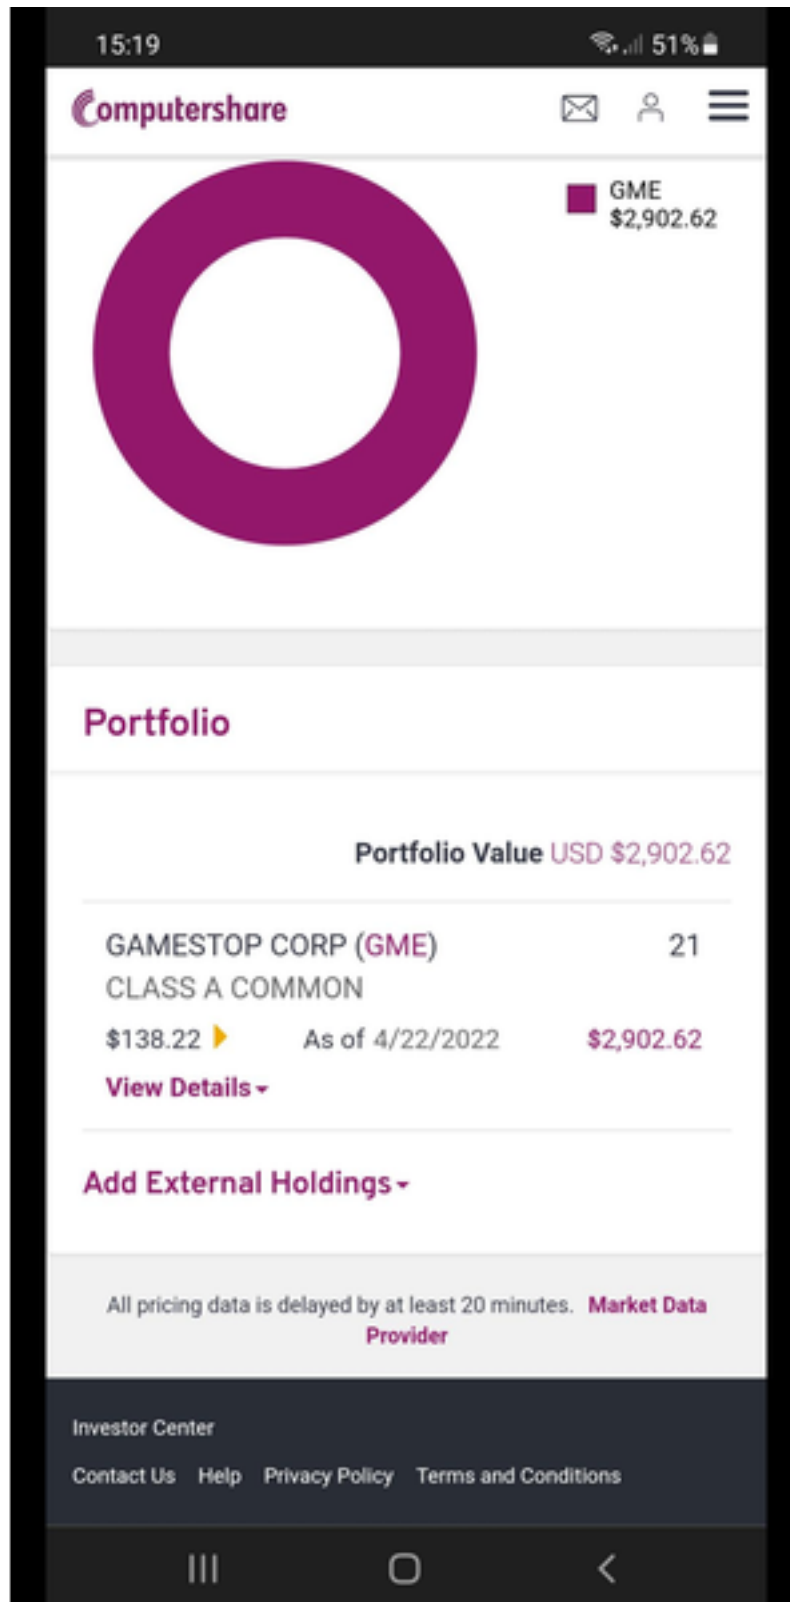 15:19 51%
Computershare
GME
$2,902.62
Portfolio
Portfolio Value USD $2,902.62
GAMESTOP CORP (GME) 21
CLASS A COMMON
$138.22 As of 4/22/2022 $2,902.62
View Details
Add External Holdings
All pricing data is delayed by at least 20 minutes. Market Data
Provider
Investor Center
Contact Us Help Privacy Policy Terms and Conditions